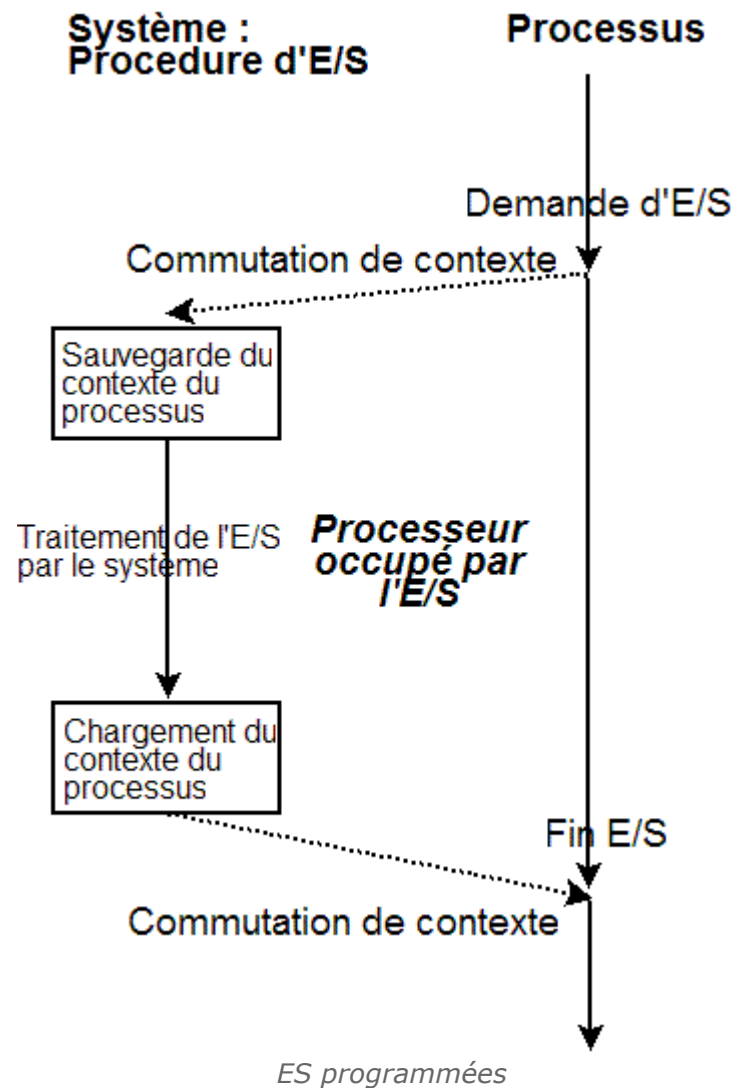 Système :
Procedure d'E/S
Processus
Demande d'E/S
Commutation de contexte
Sauvegarde du
contexte du
processus
Traitement de l'E/S
par le système
Processeur
occupé par
l'E/S
Chargement du
contexte du
processus
Fin E/S
Commutation de contexte
ES programmées